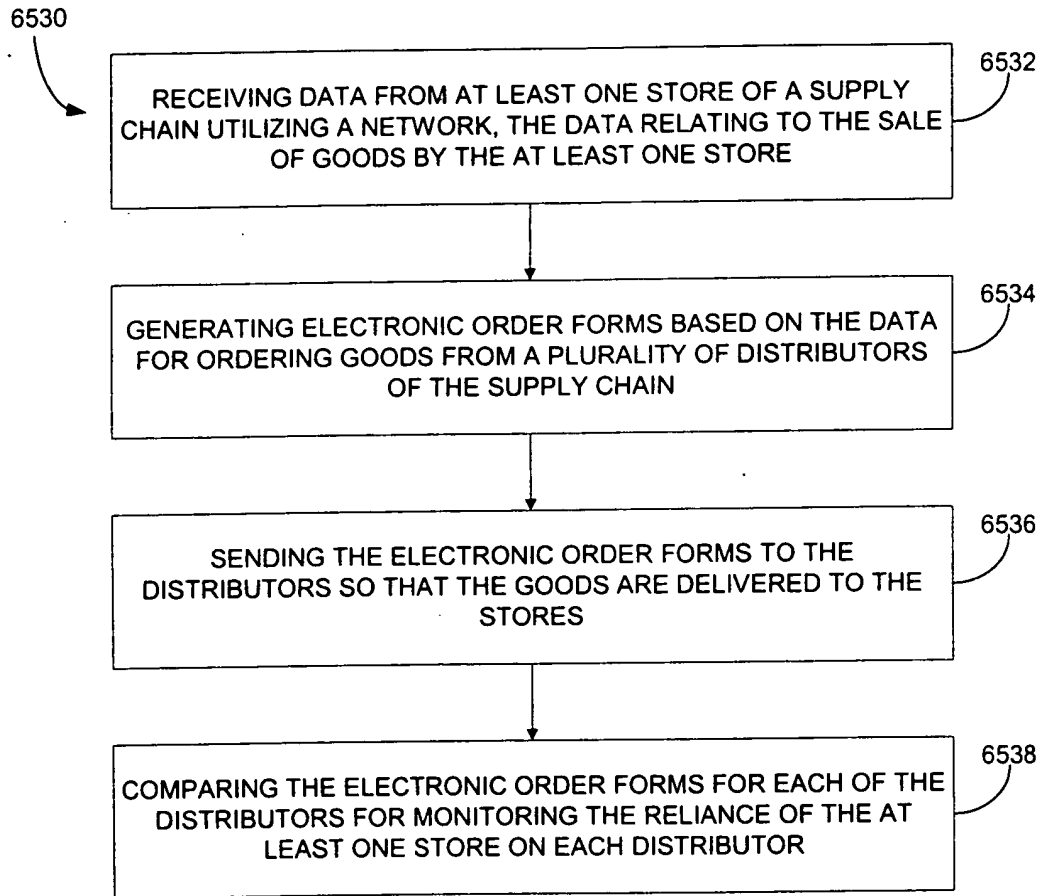 6530
6532
RECEIVING DATA FROM AT LEAST ONE STORE OF A SUPPLY
CHAIN UTILIZING A NETWORK, THE DATA RELATING TO THE SALE
OF GOODS BY THE AT LEAST ONE STORE
6534
GENERATING ELECTRONIC ORDER FORMS BASED ON THE DATA
FOR ORDERING GOODS FROM A PLURALITY OF DISTRIBUTORS
OF THE SUPPLY CHAIN
6536
SENDING THE ELECTRONIC ORDER FORMS TO THE
DISTRIBUTORS SO THAT THE GOODS ARE DELIVERED TO THE
STORES
6538
COMPARING THE ELECTRONIC ORDER FORMS FOR EACH OF THE
DISTRIBUTORS FOR MONITORING THE RELIANCE OF THE AT
LEAST ONE STORE ON EACH DISTRIBUTOR